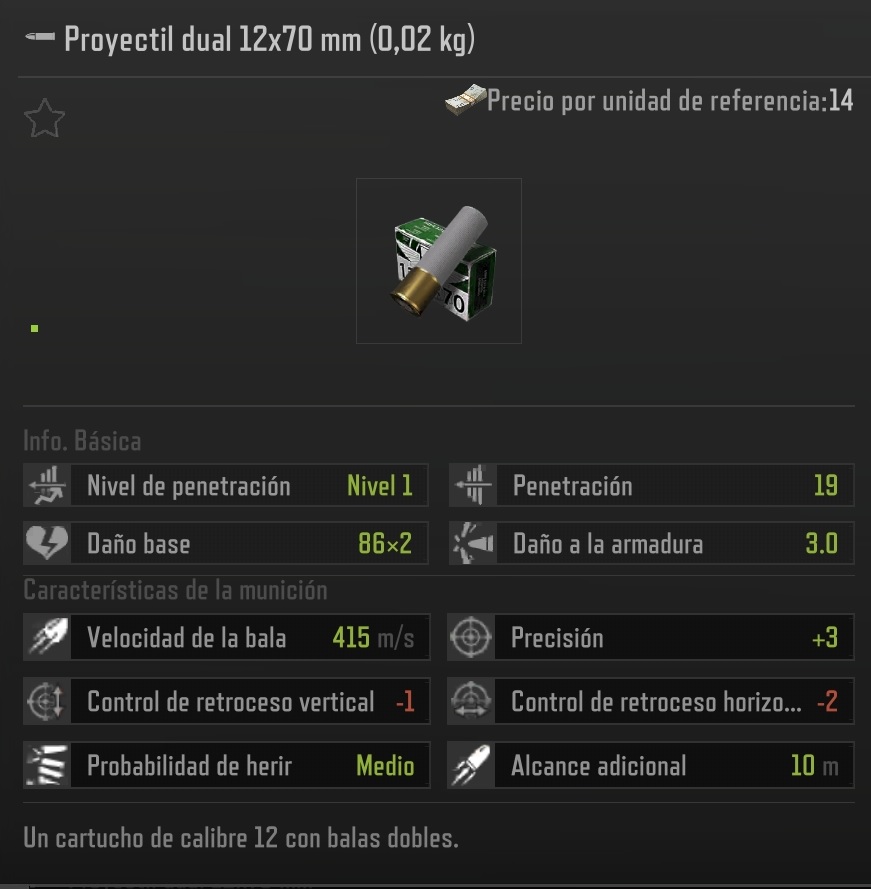 Proyectil dual 12x70 mm (0,02 kg)
Precio por unidad de referencia:14
70
Info. Básica
Nivel de penetración Nivel 1
Penetración 19
Daño base 86×2
Daño a la armadura 3.0
Características de la munición
Velocidad de la bala 415 m/s
Precisión +3
Control de retroceso vertical -1
Control de retroceso horizo... -2
Probabilidad de herir Medio
Alcance adicional 10 m
Un cartucho de calibre 12 con balas dobles.